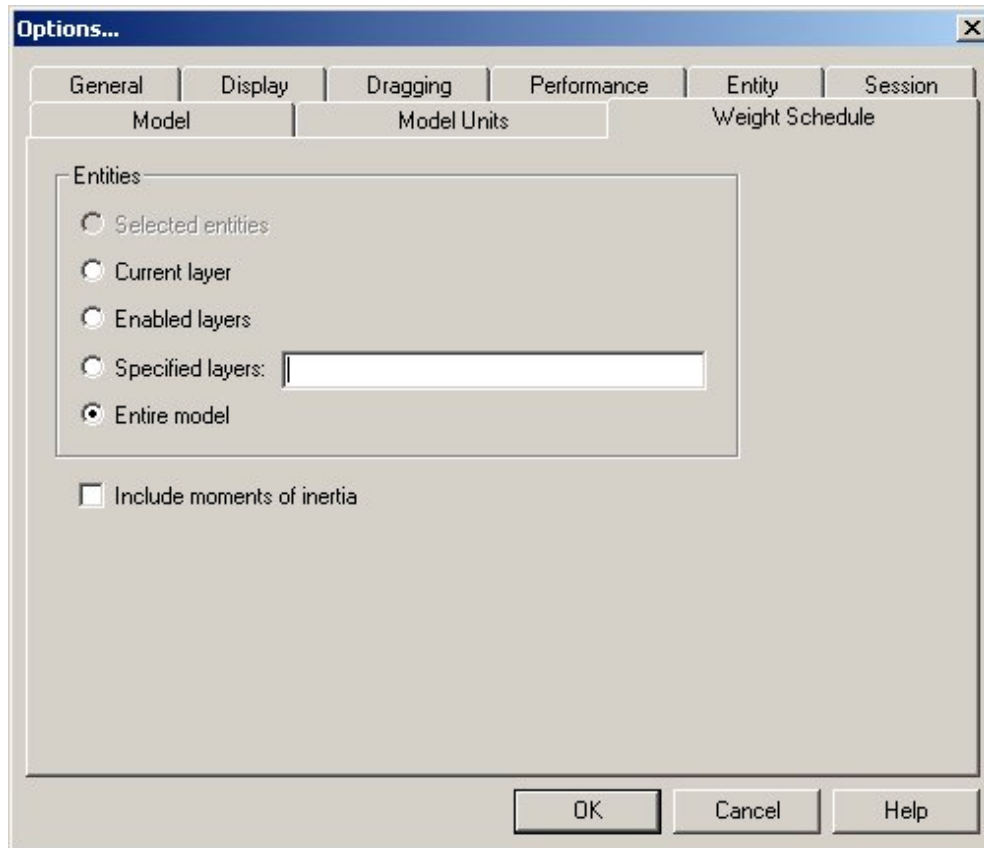 Options...
General Display Dragging Performance Entity Session
Model Model Units Weight Schedule
Entities
Selected entities
Current layer
Enabled layers
Specified layers:
Entire model
Include moments of inertia
OK Cancel Help